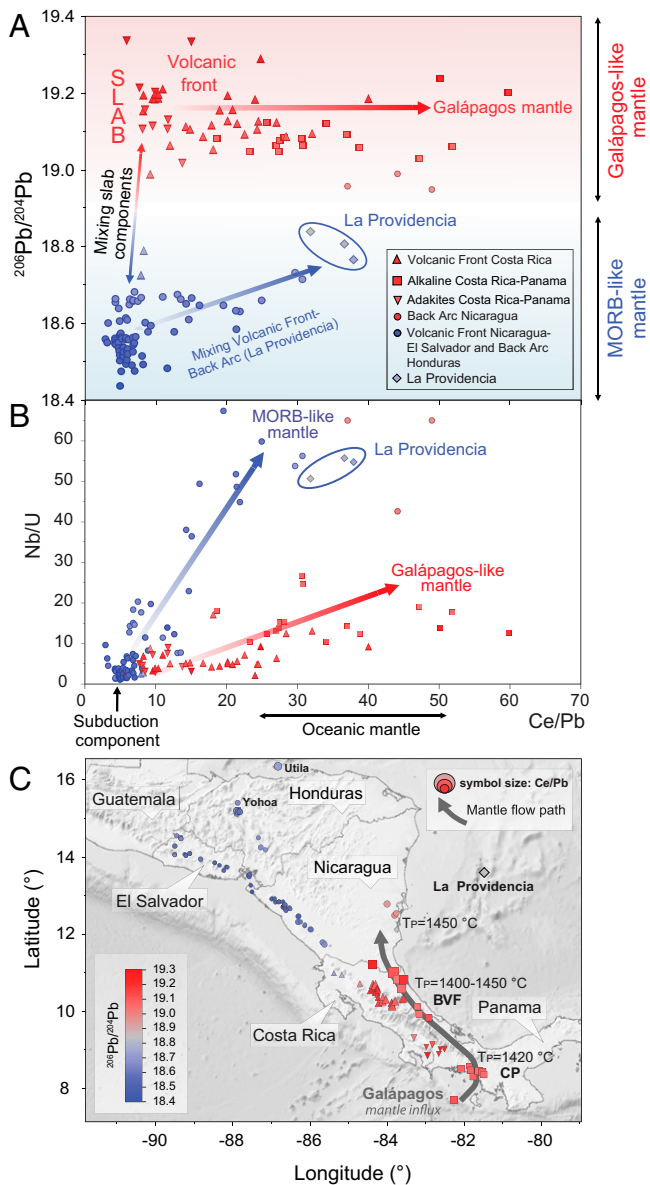 A
19.4
19.2
19.0
18.8
18.6
18.4
206Pb/204Pb
SLAB
Volcanic
front
Galápagos mantle
Mixing slab
components
La Providencia
Mixing Volcanic Front-
Back Arc (La Providencia)
Volcanic Front Costa Rica
Alkaline Costa Rica-Panama
Adakites Costa Rica-Panama
Back Arc Nicaragua
Volcanic Front Nicaragua-
El Salvador and Back Arc
Honduras
La Providencia
Galápagos-like
mantle
MORB-like
mantle
B
60
50
40
30
20
10
0
Nb/U
MORB-like
mantle
La Providencia
Galápagos-like
mantle
0 10 20 30 40 50 60 70
Subduction
component
Oceanic mantle
Ce/Pb
C
16
14
12
10
8
Latitude (°)
Utila
Yohoa
Honduras
Guatemala
symbol size: Ce/Pb
Mantle flow path
Nicaragua
El Salvador
La Providencia
TP=1450 °C
TP=1400-1450 °C
BVF
Panama
Costa Rica
TP=1420 °C
CP
Galápagos
mantle influx
206Pb/204Pb
19.3
19.2
19.1
19.0
18.9
18.8
18.7
18.6
18.5
18.4
-90 -88 -86 -84 -82 -80
Longitude (°)